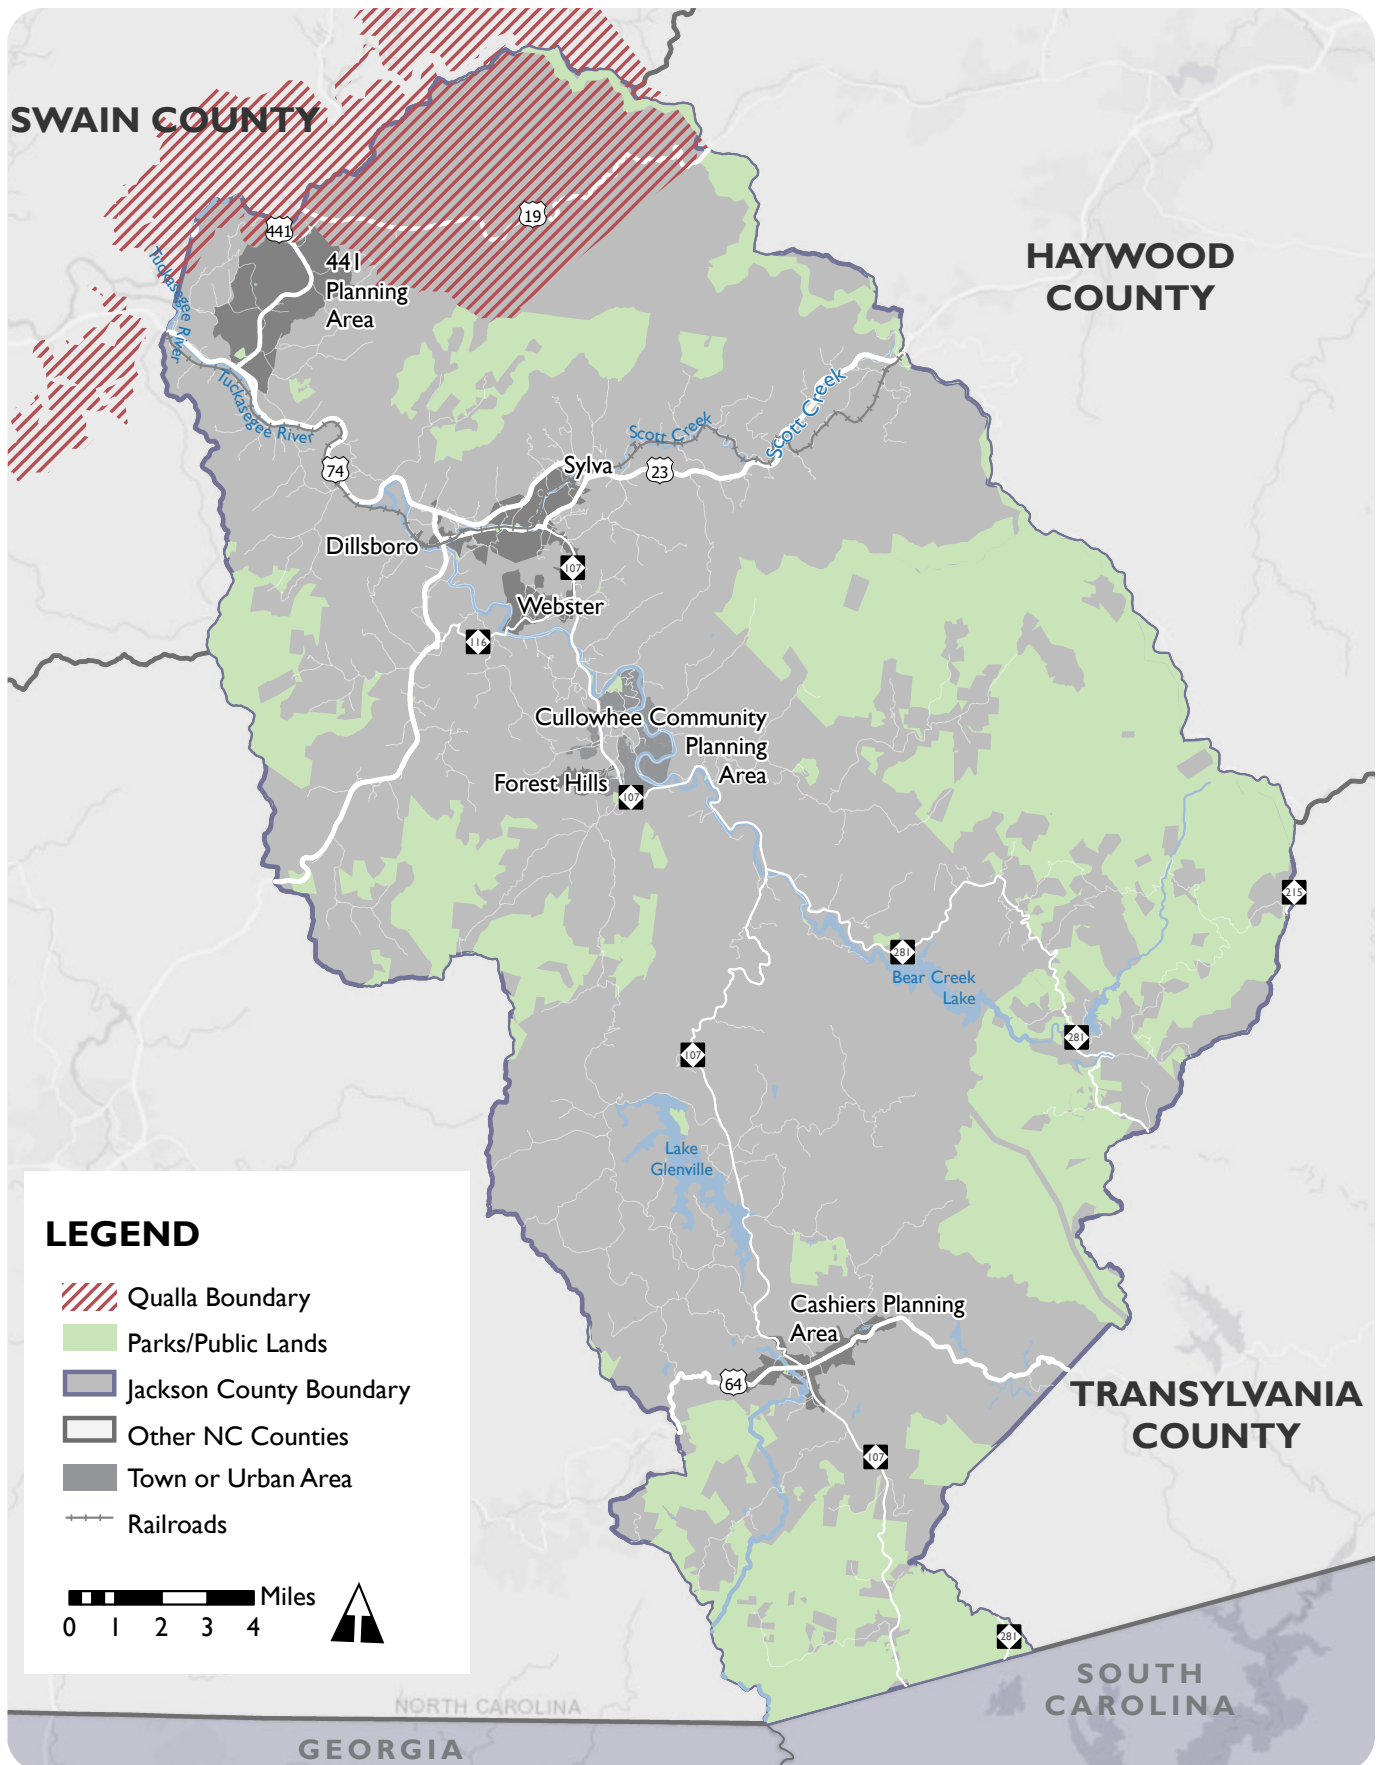 SWAIN COUNTY
HAYWOOD
COUNTY
19
441
441
Planning
Area
Tuckasegee River
Tuckasegee River
Scott Creek
Scott Creek
74
Sylva
23
Dillsboro
107
Webster
116
Cullowhee Community
Planning
Area
Forest Hills
107
215
281
Bear Creek
Lake
281
107
Lake
Glenville
Cashiers Planning
Area
64
TRANSYLVANIA
COUNTY
107
281
SOUTH
CAROLINA
NORTH CAROLINA
GEORGIA
LEGEND
Qualla Boundary
Parks/Public Lands
Jackson County Boundary
Other NC Counties
Town or Urban Area
Railroads
Miles
0 1 2 3 4